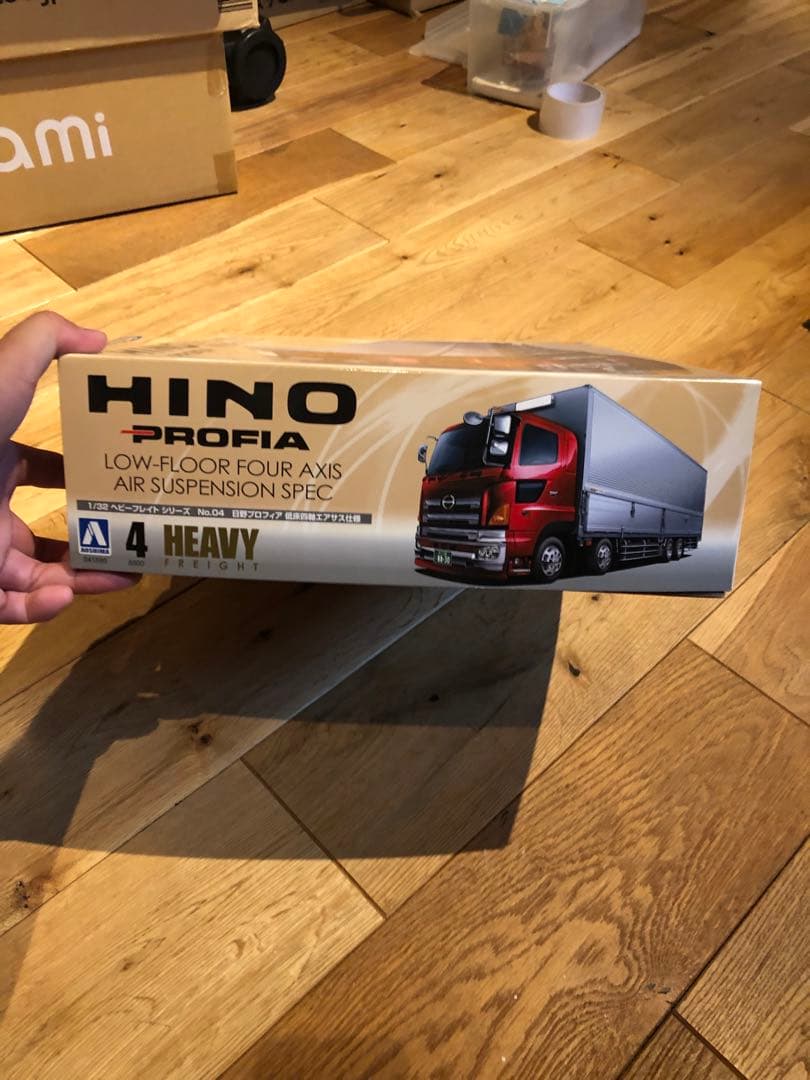 ami
HINO
PROFIA
LOW-FLOOR FOUR AXIS
AIR SUSPENSION SPEC
1/32 ヘビーフレイト シリーズ No.04 日野プロフィア 低床四軸エアサス仕様
AOSHIMA
4
HEAVY
FREIGHT